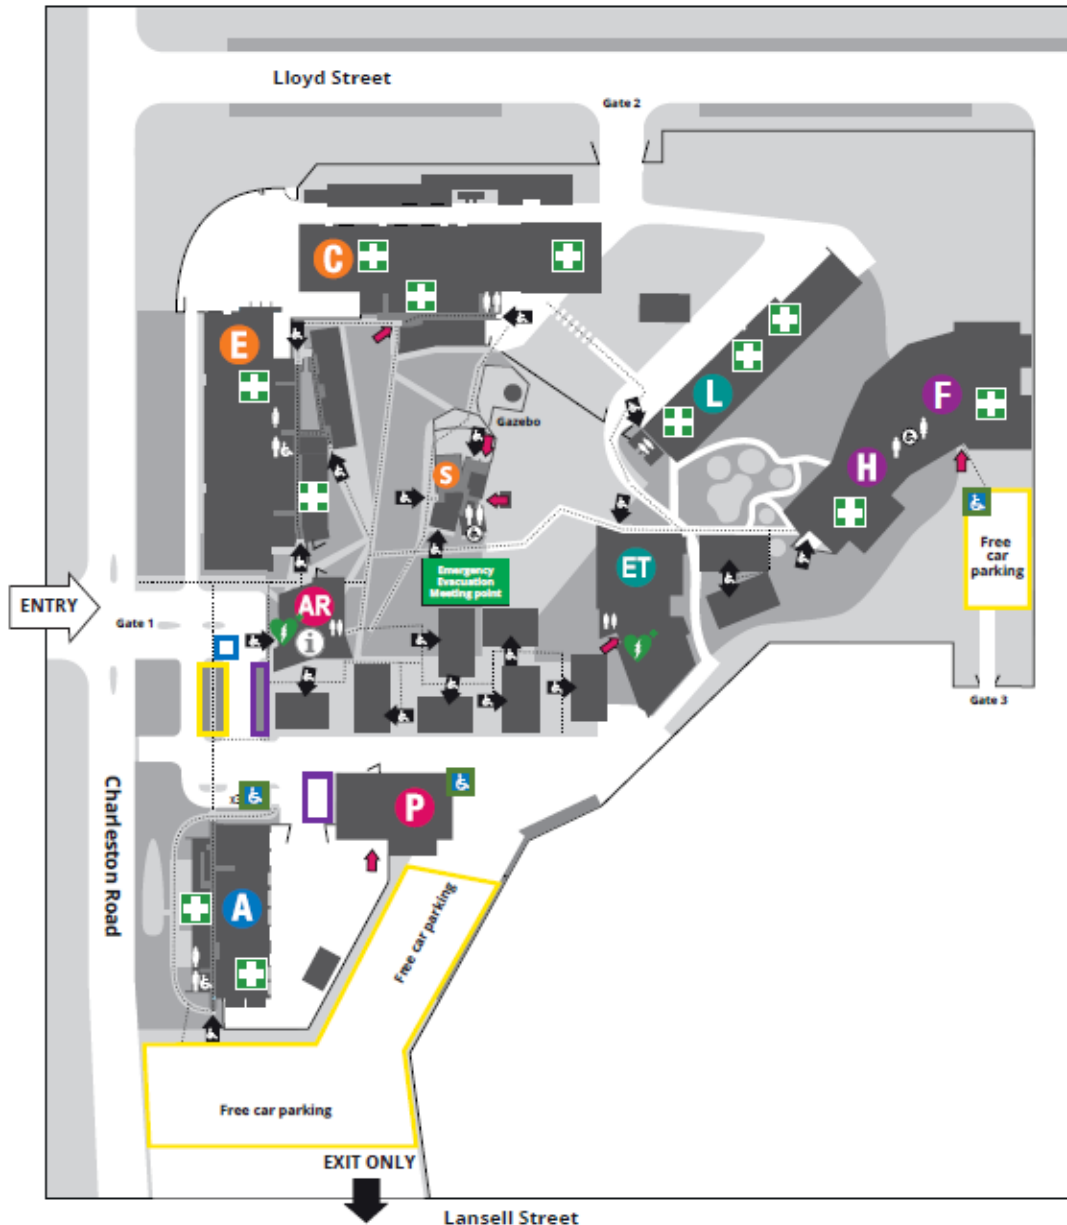 Lloyd Street
Gate 2
C
E
L
F
Gazebo
S
H
ET
Free
car
parking
Emergency
Evacuation
Meeting point
ENTRY
AR
Gate 1
i
Gate 3
Charleston Road
P
A
Free car parking
Free car parking
EXIT ONLY
Lansell Street